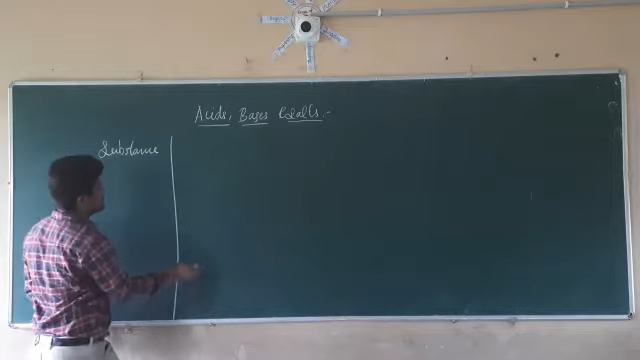 Acids, Bases & Salts :-
Substance